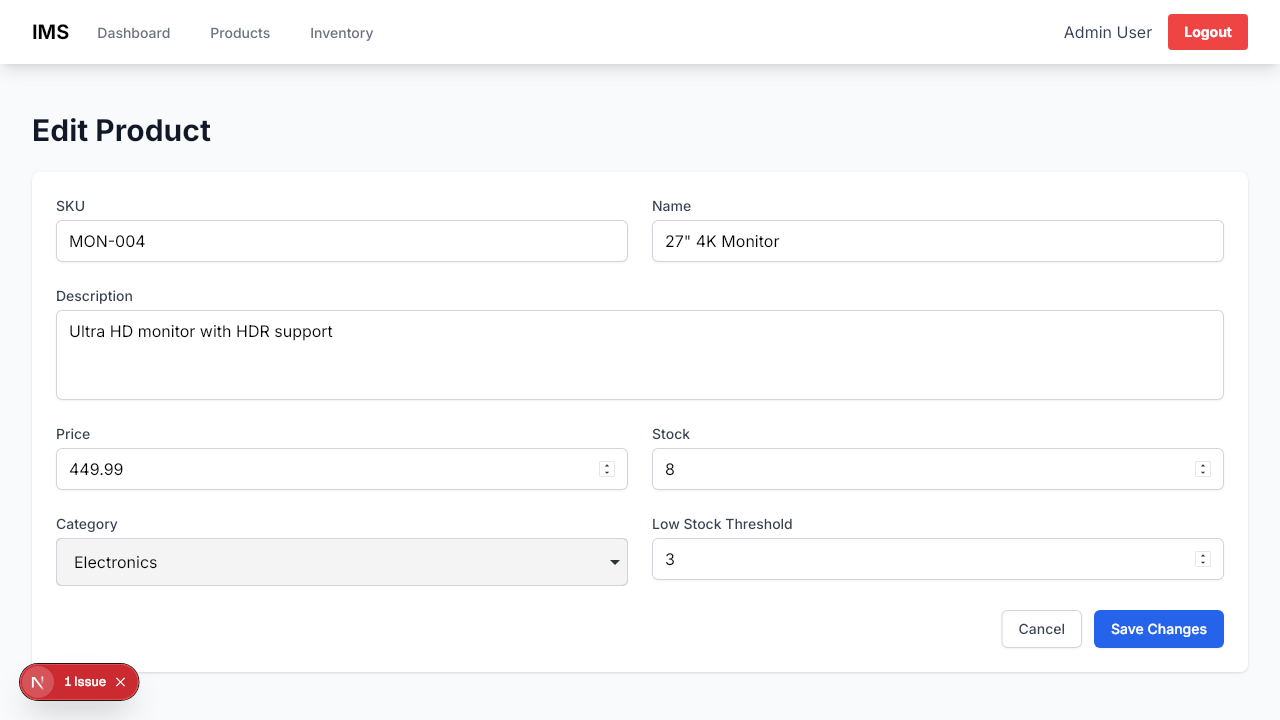 IMS Dashboard Products Inventory Admin User Logout
Edit Product
SKU Name
MON-004 27" 4K Monitor
Description
Ultra HD monitor with HDR support
Price Stock
449.99 8
Category Low Stock Threshold
Electronics 3
Cancel Save Changes
N 1 Issue